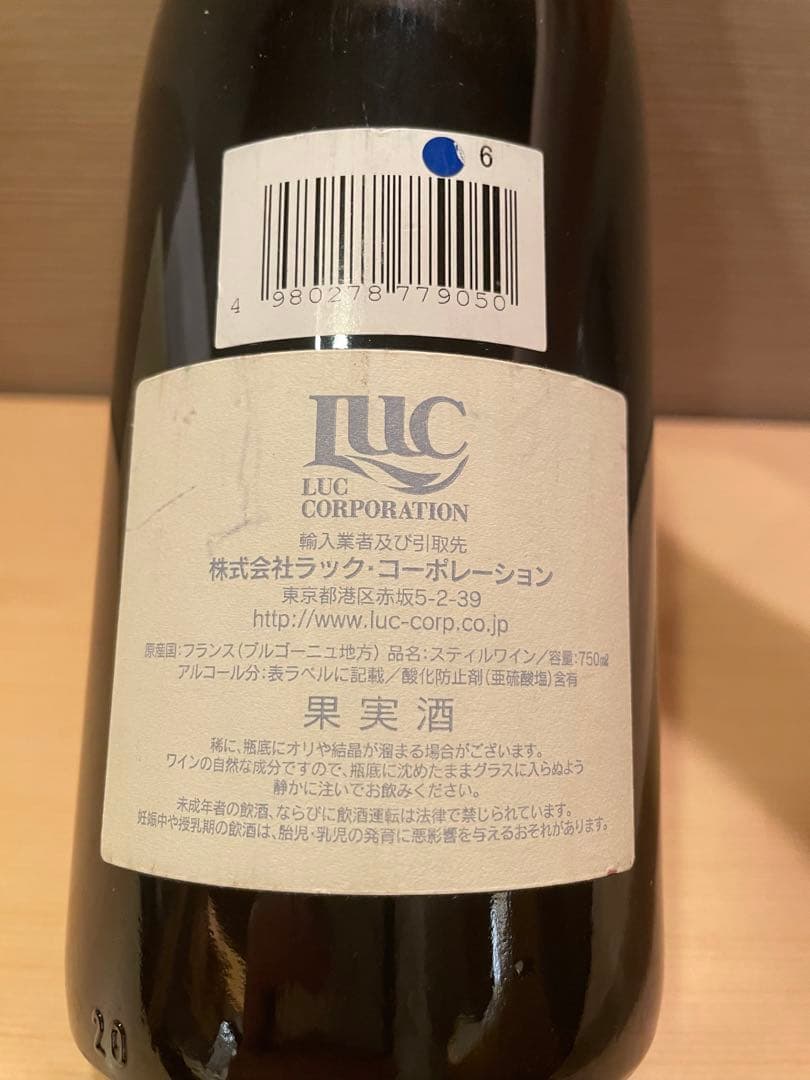 6
4 980278 779050
LUC
LUC
CORPORATION
輸入業者及び引取先
株式会社ラック・コーポレーション
東京都港区赤坂5-2-39
http://www.luc-corp.co.jp
原産国:フランス(ブルゴーニュ地方) 品名:スティルワイン/容量:750㎖
アルコール分:表ラベルに記載/酸化防止剤(亜硫酸塩)含有
果実酒
稀に、瓶底にオリや結晶が溜まる場合がございます。
ワインの自然な成分ですので、瓶底に沈めたままグラスに入らぬよう
静かに注いでお飲みください。
未成年者の飲酒、ならびに飲酒運転は法律で禁じられています。
妊娠中や授乳期の飲酒は、胎児・乳児の発育に悪影響を与えるおそれがあります。
20